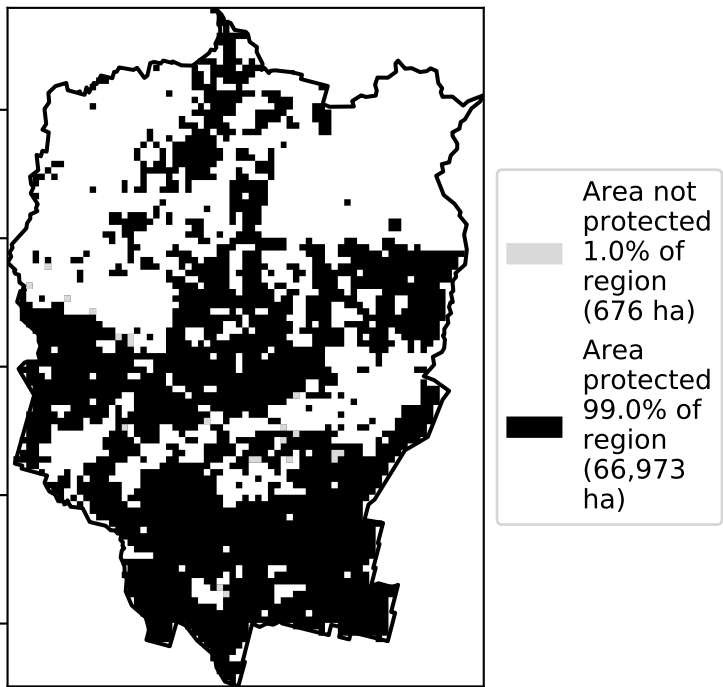 Area not
protected
1.0% of
region
(676 ha)
Area
protected
99.0% of
region
(66,973
ha)